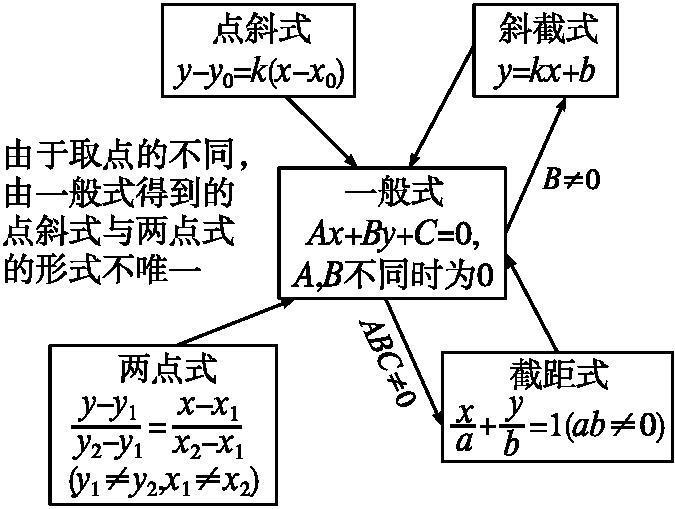 点斜式
y–y₀=k(x–x₀)
斜截式
y=kx+b
由于取点的不同，
由一般式得到的
点斜式与两点式
的形式不唯一
一般式
Ax+By+C=0,
A,B不同时为0
B≠0
ABC≠0
两点式
y–y₁/y₂–y₁=x–x₁/x₂–x₁
(y₁≠y₂,x₁≠x₂)
截距式
x/a+y/b=1(ab≠0)